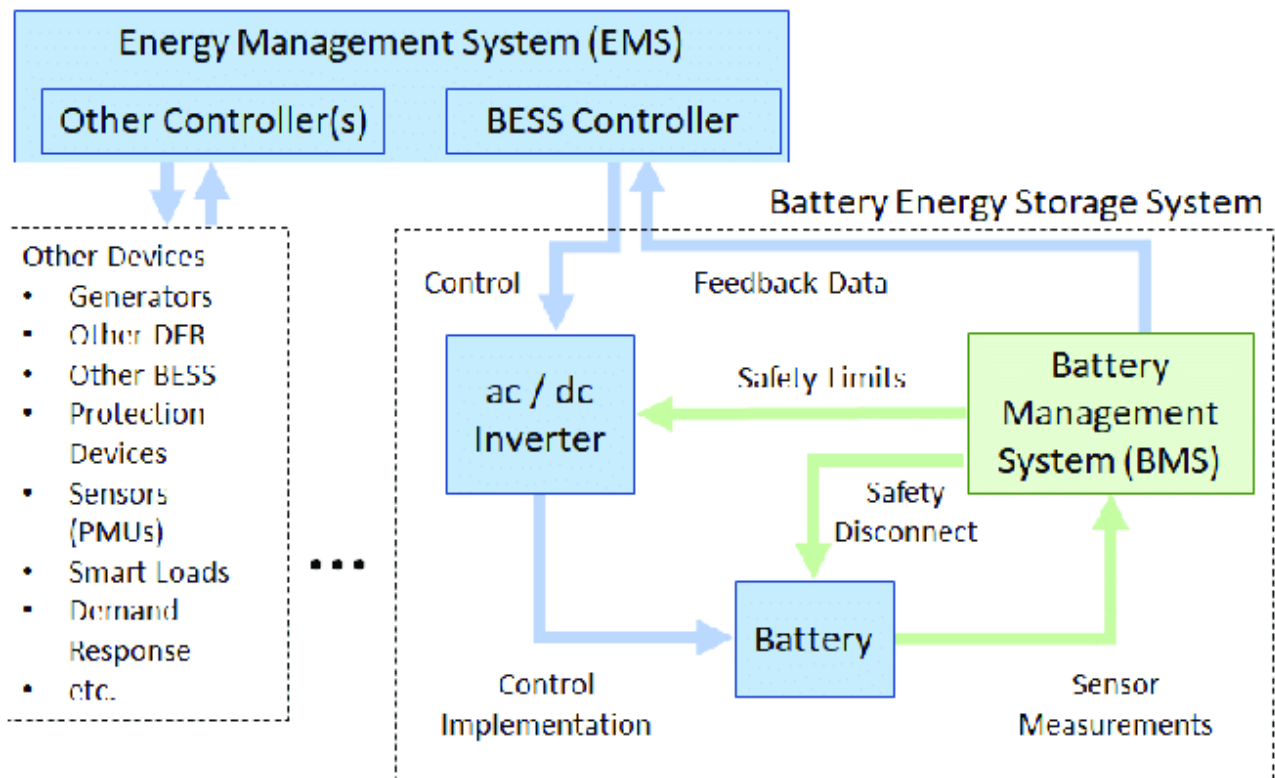 Energy Management System (EMS)
Other Controller(s)
BESS Controller
Battery Energy Storage System
Other Devices
• Generators
• Other DER
• Other BESS
• Protection
Devices
• Sensors
(PMUs)
• Smart Loads
• Demand
Response
• etc.
...
Control
Feedback Data
ac / dc
Inverter
Safety Limits
Battery
Management
System (BMS)
Safety
Disconnect
Battery
Control
Implementation
Sensor
Measurements